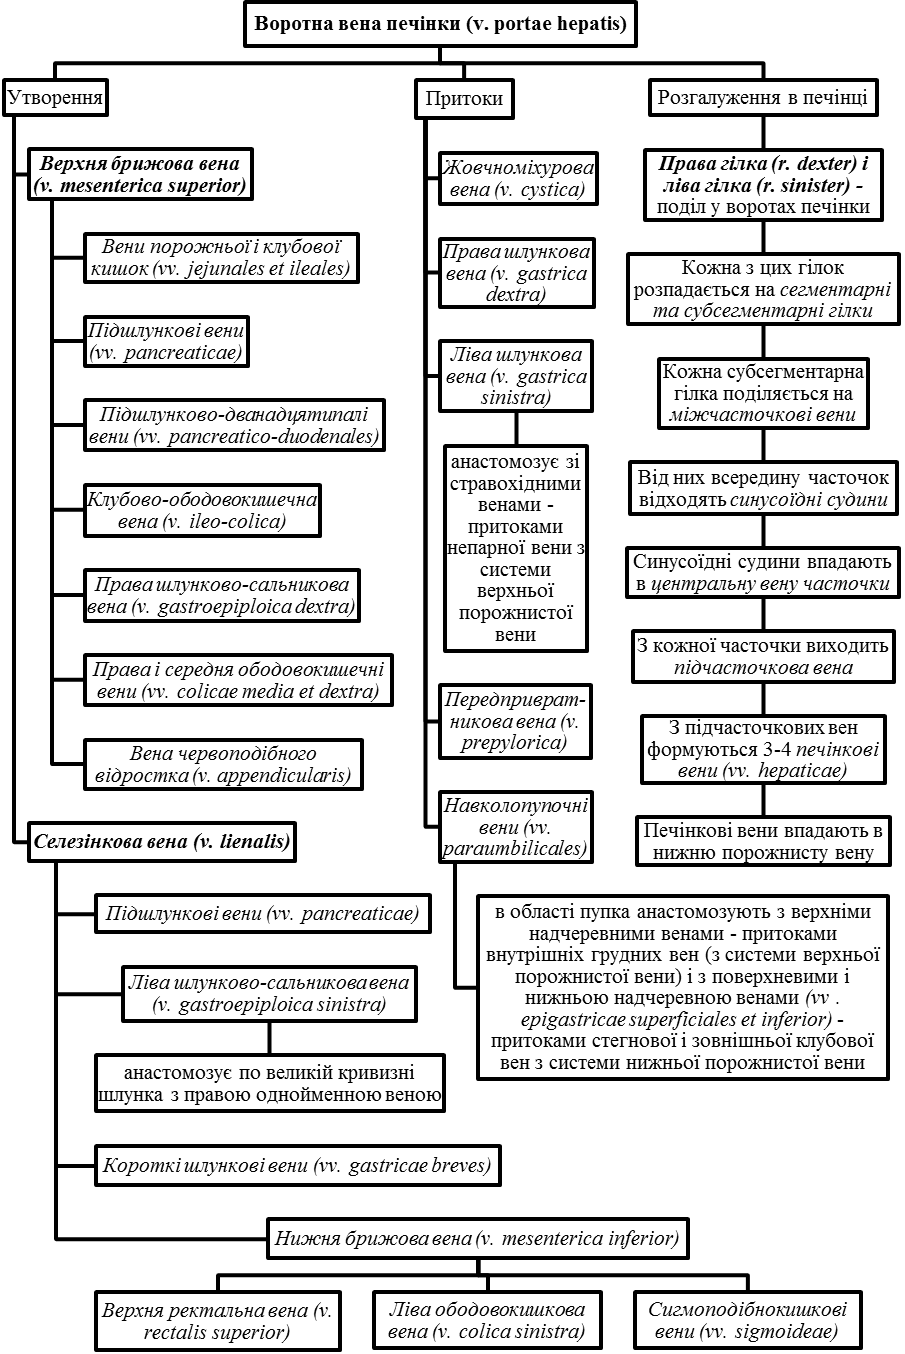 Воротна вена печінки (v. portae hepatis)
Утворення
Верхня брижова вена
(v. mesenterica superior)
Вени порожньої і клубової
кишок (vv. jejunales et ileales)
Підшлункові вени
(vv. pancreaticae)
Підшлунково-дванадцятипалі
вени (vv. pancreatico-duodenales)
Клубово-ободовокишечна
вена (v. ileo-colica)
Права шлунково-сальникова
вена (v. gastroepiploica dextra)
Права і середня ободовокишечні
вени (vv. colicae media et dextra)
Вена червоподібного
відростка (v. appendicularis)
Селезінкова вена (v. lienalis)
Підшлункові вени (vv. pancreaticae)
Ліва шлунково-сальникова вена
(v. gastroepiploica sinistra)
анастомозує по великій кривизні
шлунка з правою однойменною веною
Короткі шлункові вени (vv. gastricae breves)
Нижня брижова вена (v. mesenterica inferior)
Верхня ректальна вена (v.
rectalis superior)
Ліва ободовокишкова
вена (v. colica sinistra)
Сигмоподібнокишкові
вени (vv. sigmoideae)
Притоки
Жовчноміхурова
вена (v. cystica)
Права шлункова
вена (v. gastrica
dextra)
Ліва шлункова
вена (v. gastrica
sinistra)
анастомозує зі
стравохідними
венами -
притоками
непарної вени з
системи
верхньої
порожнистої
вени
Передприврат-
никова вена (v.
prepylorica)
Навколопупочні
вени (vv.
paraumbilicales)
в області пупка анастомозують з верхніми
надчеревними венами - притоками
внутрішніх грудних вен (з системи верхньої
порожнистої вени) і з поверхневими і
нижньою надчеревною венами (vv .
epigastricae superficiales et inferior) -
притоками стегнової і зовнішньої клубової
вен з системи нижньої порожнистої вени
Розгалуження в печінці
Права гілка (r. dexter) і
ліва гілка (r. sinister) -
поділ у воротах печінки
Кожна з цих гілок
розпадається на сегментарні
та субсегментарні гілки
Кожна субсегментарна
гілка поділяється на
міжчасточкові вени
Від них всередину часточок
відходять синусоїдні судини
Синусоїдні судини впадають
в центральну вену часточки
З кожної часточки виходить
підчасточкова вена
З підчасточкових вен
формуються 3-4 печінкові
вени (vv. hepaticae)
Печінкові вени впадають в
нижню порожнисту вену